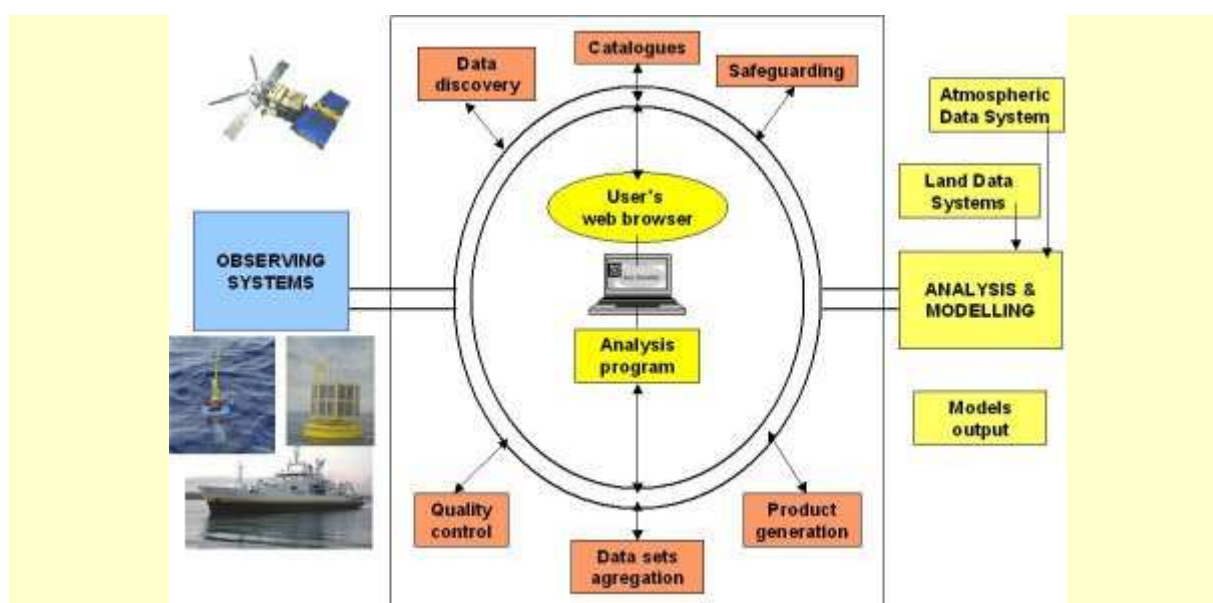 Catalogues
Data
discovery
Safeguarding
Atmospheric
Data System
Land Data
Systems
User's
web browser
OBSERVING
SYSTEMS
ANALYSIS &
MODELLING
Analysis
program
Models
output
Quality
control
Product
generation
Data sets
agregation